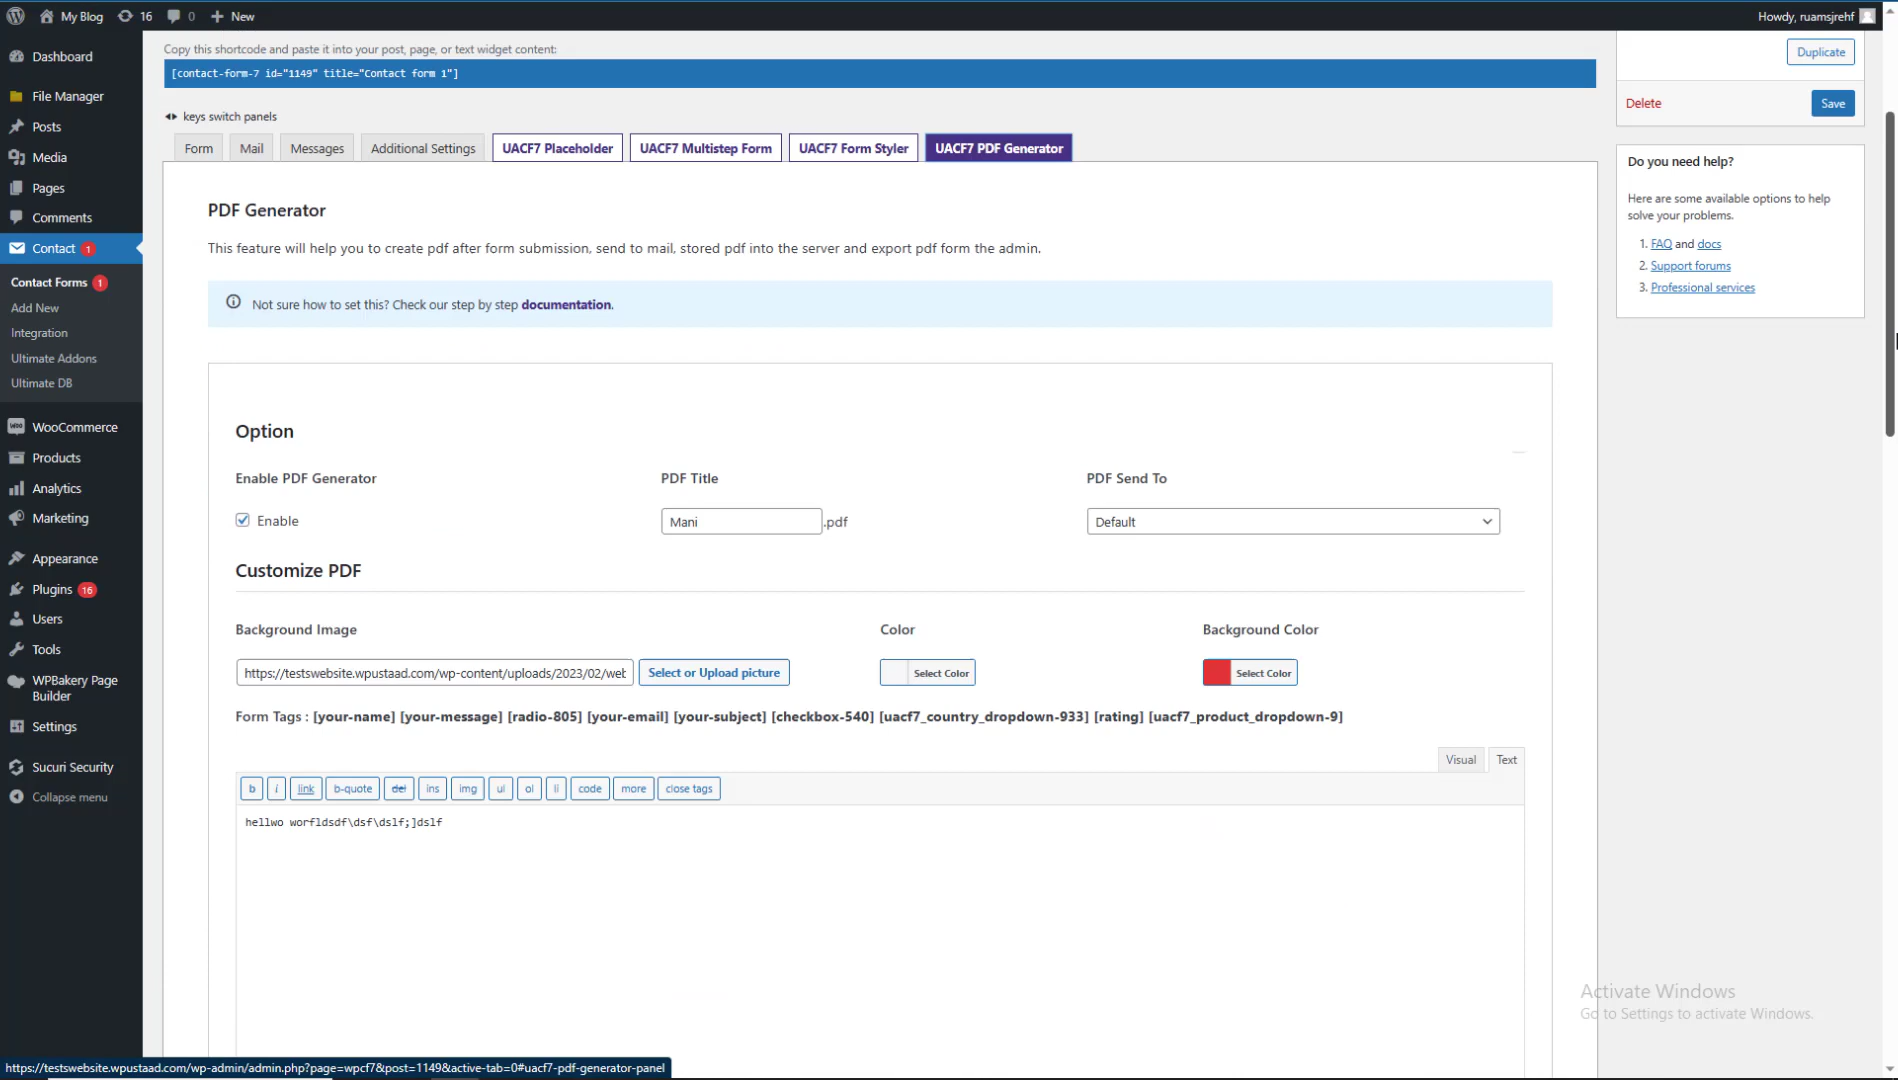 My Blog 16 0 New Howdy, ruamsjrehf
Dashboard
File Manager
Posts
Media
Pages
Comments
Contact 1
Contact Forms 1
Add New
Integration
Ultimate Addons
Ultimate DB
WooCommerce
Products
Analytics
Marketing
Appearance
Plugins 16
Users
Tools
WPBakery Page
Builder
Settings
Sucuri Security
Collapse menu
Copy this shortcode and paste it into your post, page, or text widget content:
[contact-form-7 id="1149" title="Contact form 1"]
keys switch panels
Form Mail Messages Additional Settings UACF7 Placeholder UACF7 Multistep Form UACF7 Form Styler UACF7 PDF Generator
PDF Generator
This feature will help you to create pdf after form submission, send to mail, stored pdf into the server and export pdf form the admin.
Not sure how to set this? Check our step by step documentation.
Option
Enable PDF Generator PDF Title PDF Send To
Enable Mani .pdf Default
Customize PDF
Background Image Color Background Color
https://testswebsite.wpustaad.com/wp-content/uploads/2023/02/web Select or Upload picture Select Color Select Color
Form Tags : [your-name] [your-message] [radio-805] [your-email] [your-subject] [checkbox-540] [uacf7_country_dropdown-933] [rating] [uacf7_product_dropdown-9]
Visual Text
b i link b-quote del ins img ul ol li code more close tags
hellwo worfldsdf\dsf\dslf;]dslf
Duplicate
Delete Save
Do you need help?
Here are some available options to help
solve your problems.
1. FAQ and docs
2. Support forums
3. Professional services
Activate Windows
Go to Settings to activate Windows.
https://testswebsite.wpustaad.com/wp-admin/admin.php?page=wpcf7&post=1149&active-tab=0#uacf7-pdf-generator-panel